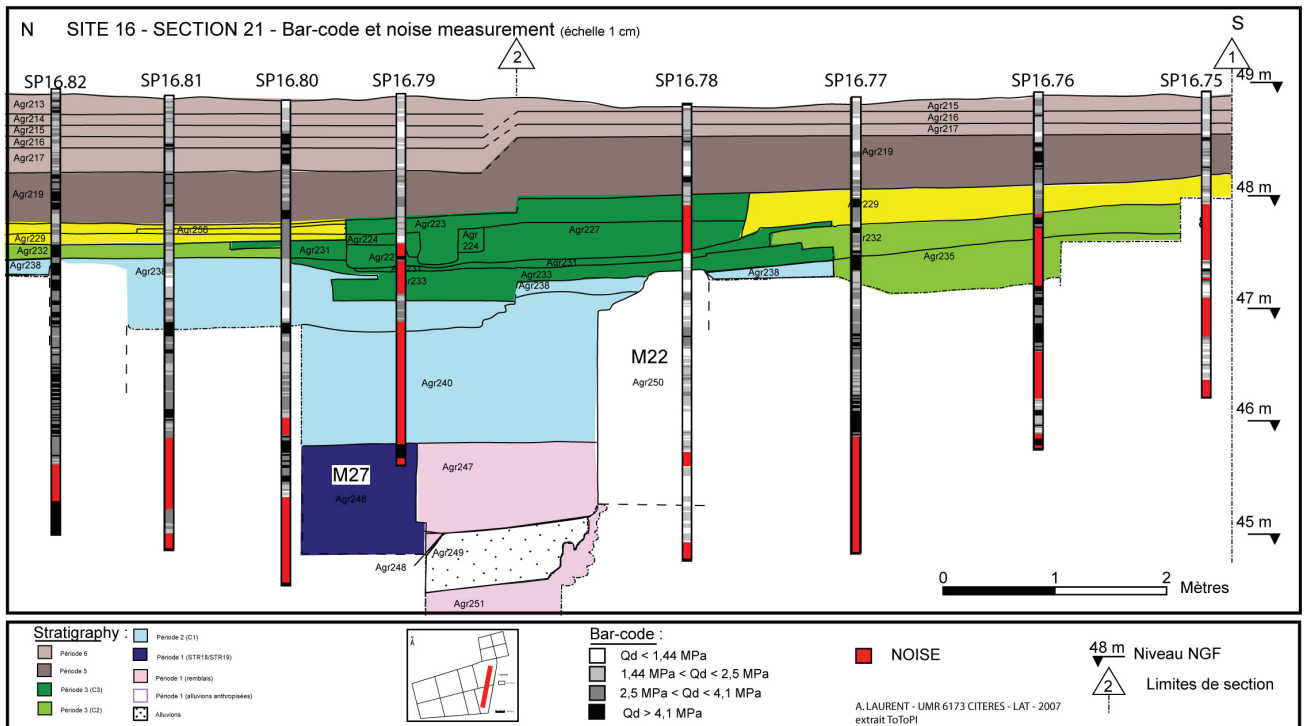 N SITE 16 - SECTION 21 - Bar-code et noise measurement (échelle 1 cm) S
2 1
SP16.82 SP16.81 SP16.80 SP16.79 SP16.78 SP16.77 SP16.76 SP16.75
49 m
Agr213
Agr214
Agr215
Agr216
Agr217
Agr219
Agr256
Agr229
Agr232
Agr238
Agr215
Agr216
Agr217
Agr219
48 m
Agr223
Agr224
Agr
224
Agr227
Agr231
Agr231
Agr233
Agr238
Agr238
Agr235
47 m
M22
Agr250
Agr240
46 m
M27
Agr248
Agr247
Agr249
Agr248
Agr251
45 m
0 1 2 Mètres
Stratigraphy :
Période 6
Période 5
Période 3 (C3)
Période 3 (C2)
Période 2 (C1)
Période 1 (STR18/STR19)
Période 1 (remblais)
Période 1 (alluvions anthropisées)
Alluvions
Bar-code :
Qd < 1,44 MPa
1,44 MPa < Qd < 2,5 MPa
2,5 MPa < Qd < 4,1 MPa
Qd > 4,1 MPa
NOISE
48 m Niveau NGF
2 Limites de section
A. LAURENT - UMR 6173 CITERES - LAT - 2007
extrait ToToPI